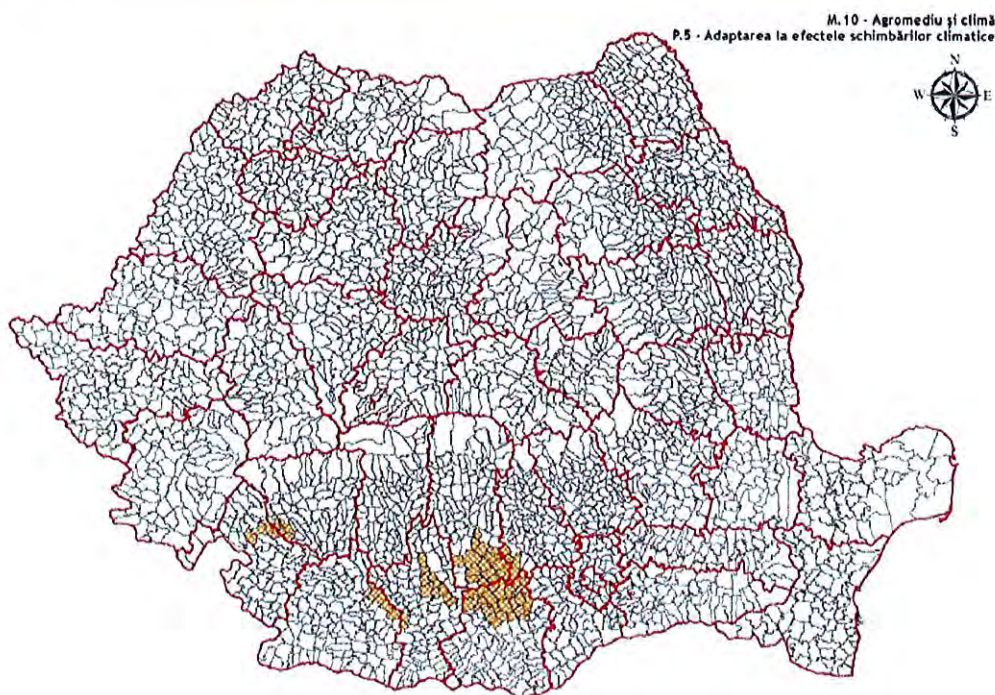 M.10 - Agromediu și climă
P.5 - Adaptarea la efectele schimbărilor climatice
N
W E
S